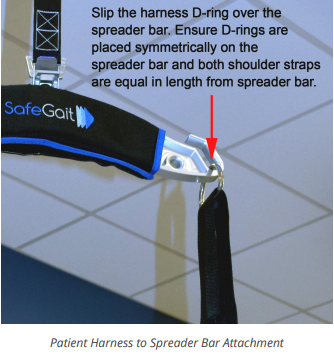 Slip the harness D-ring over the
spreader bar. Ensure D-rings are
placed symmetrically on the
spreader bar and both shoulder straps
are equal in length from spreader bar.
SafeGait
Patient Harness to Spreader Bar Attachment